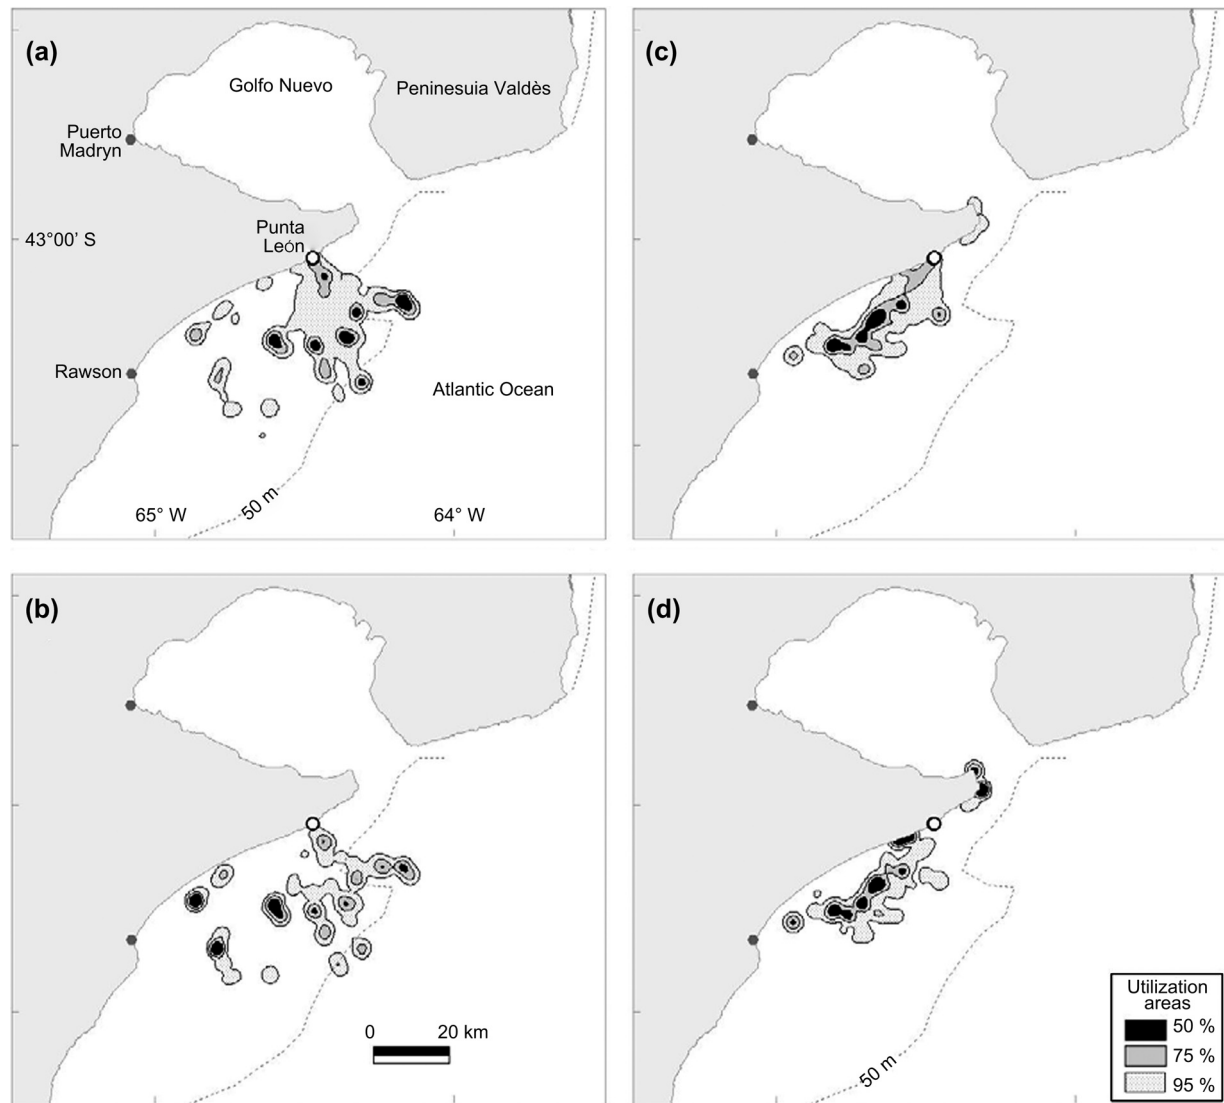 (a)
Golfo Nuevo
Peninesuia Valdès
Puerto
Madryn
Punta
León
43°00' S
Rawson
Atlantic Ocean
50 m
65° W
64° W
(c)
(b)
0 20 km
(d)
50 m
Utilization
areas
50 %
75 %
95 %